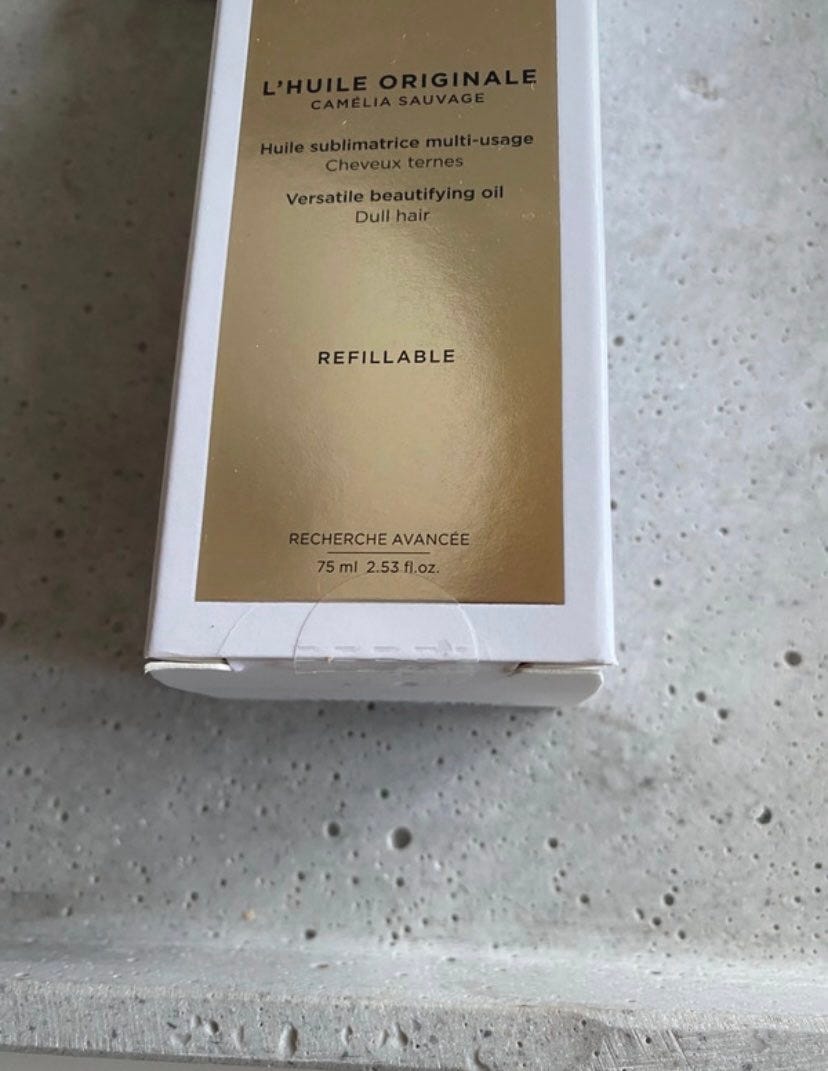 L'HUILE ORIGINALE
CAMÉLIA SAUVAGE
Huile sublimatrice multi-usage
Cheveux ternes
Versatile beautifying oil
Dull hair
REFILLABLE
RECHERCHE AVANCÉE
75 ml 2.53 fl.oz.